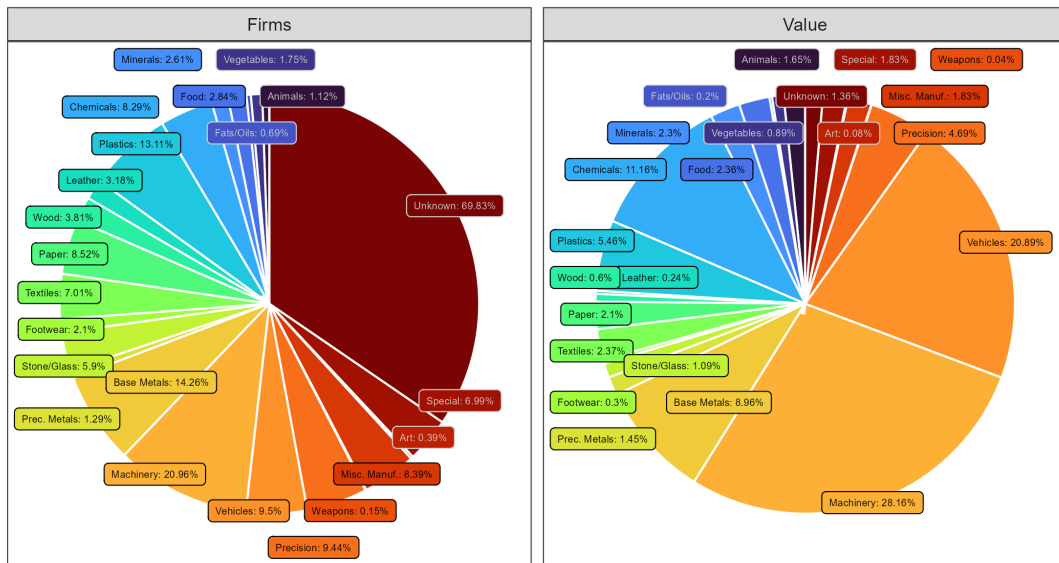 Firms
Minerals: 2.61%
Vegetables: 1.75%
Chemicals: 8.29%
Food: 2.84%
Animals: 1.12%
Fats/Oils: 0.69%
Plastics: 13.11%
Leather: 3.18%
Unknown: 69.83%
Wood: 3.81%
Paper: 8.52%
Textiles: 7.01%
Footwear: 2.1%
Stone/Glass: 5.9%
Base Metals: 14.26%
Special: 6.99%
Prec. Metals: 1.29%
Art: 0.39%
Machinery: 20.96%
Misc. Manuf.: 8.39%
Vehicles: 9.5%
Weapons: 0.15%
Precision: 9.44%
Value
Animals: 1.65%
Special: 1.83%
Weapons: 0.04%
Fats/Oils: 0.2%
Unknown: 1.36%
Misc. Manuf.: 1.83%
Minerals: 2.3%
Vegetables: 0.89%
Art: 0.08%
Precision: 4.69%
Chemicals: 11.16%
Food: 2.36%
Plastics: 5.46%
Vehicles: 20.89%
Wood: 0.6%
Leather: 0.24%
Paper: 2.1%
Textiles: 2.37%
Stone/Glass: 1.09%
Footwear: 0.3%
Base Metals: 8.96%
Prec. Metals: 1.45%
Machinery: 28.16%